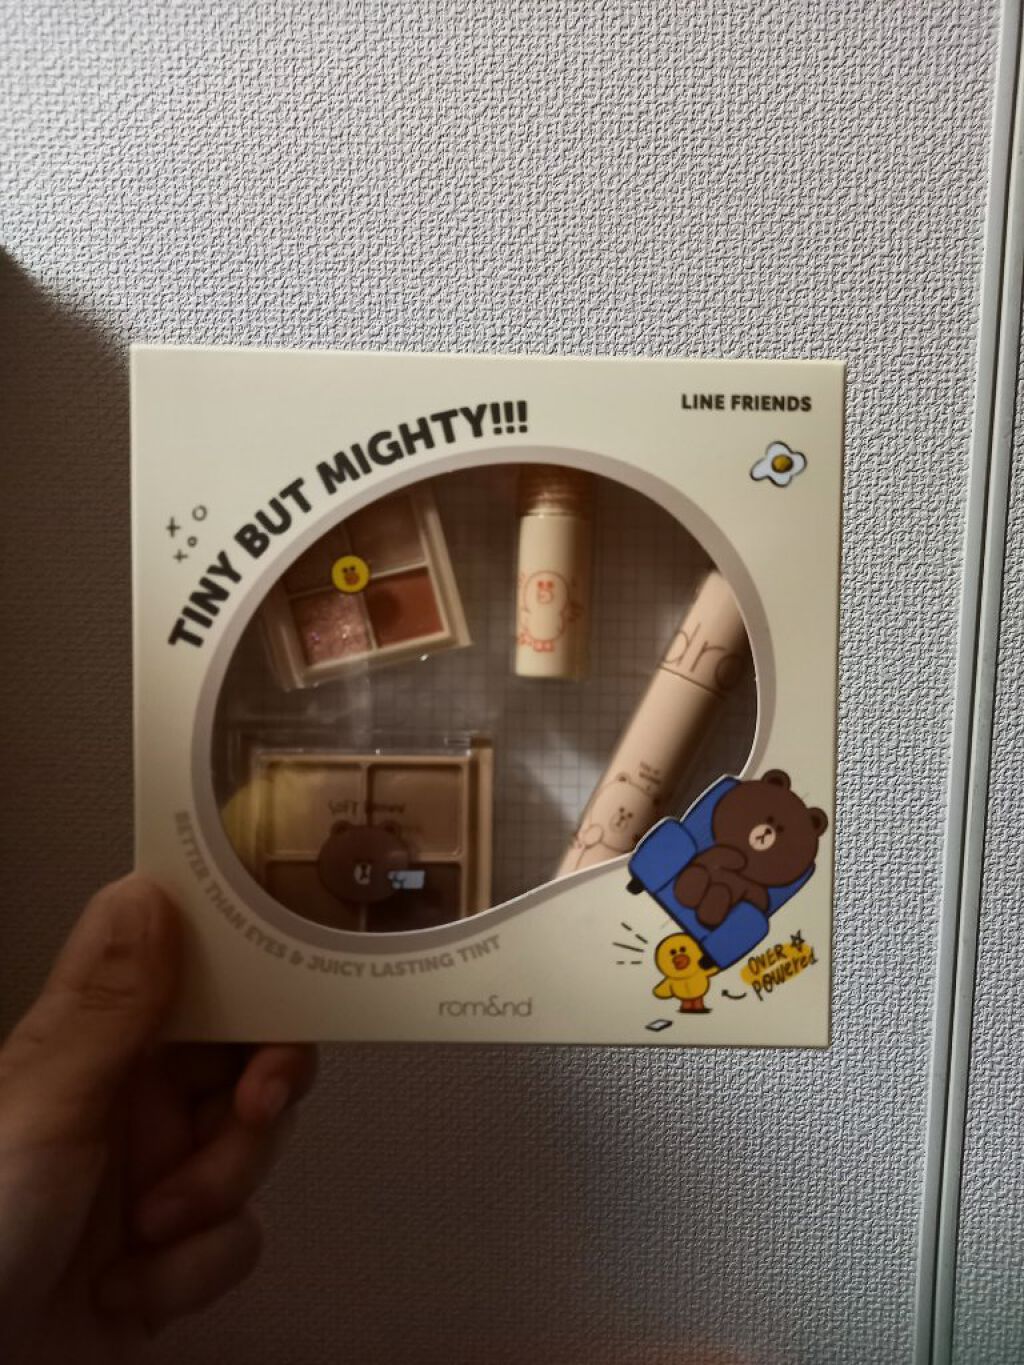 LINE FRIENDS
TINY BUT MIGHTY!!!
BETTER THAN EYES & JUICY LASTING TINT
OVER
POWERED
rom&nd